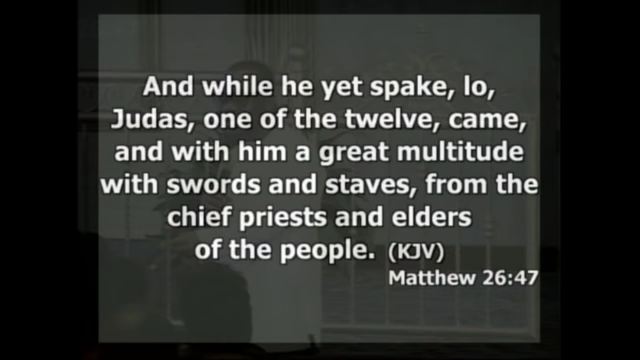 And while he yet spake, lo,
Judas, one of the twelve, came,
and with him a great multitude
with swords and staves, from the
chief priests and elders
of the people. (KJV)
Matthew 26:47